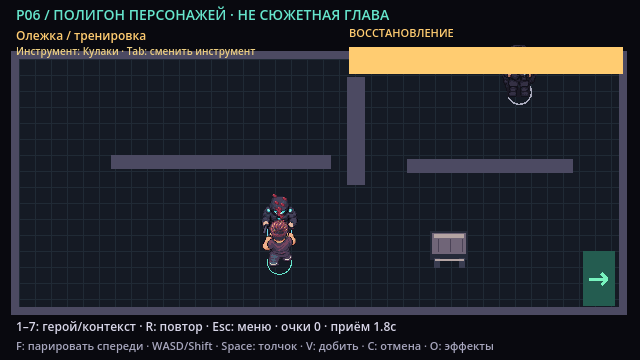 P06 / ПОЛИГОН ПЕРСОНАЖЕЙ · НЕ СЮЖЕТНАЯ ГЛАВА
Олежка / тренировка
ВОССТАНОВЛЕНИЕ
Инструмент: Кулаки · Tab: сменить инструмент
1–7: герой/контекст · R: повтор · Esc: меню · очки 0 · приём 1.8с
F: парировать спереди · WASD/Shift · Space: толчок · V: добить · C: отмена · O: эффекты